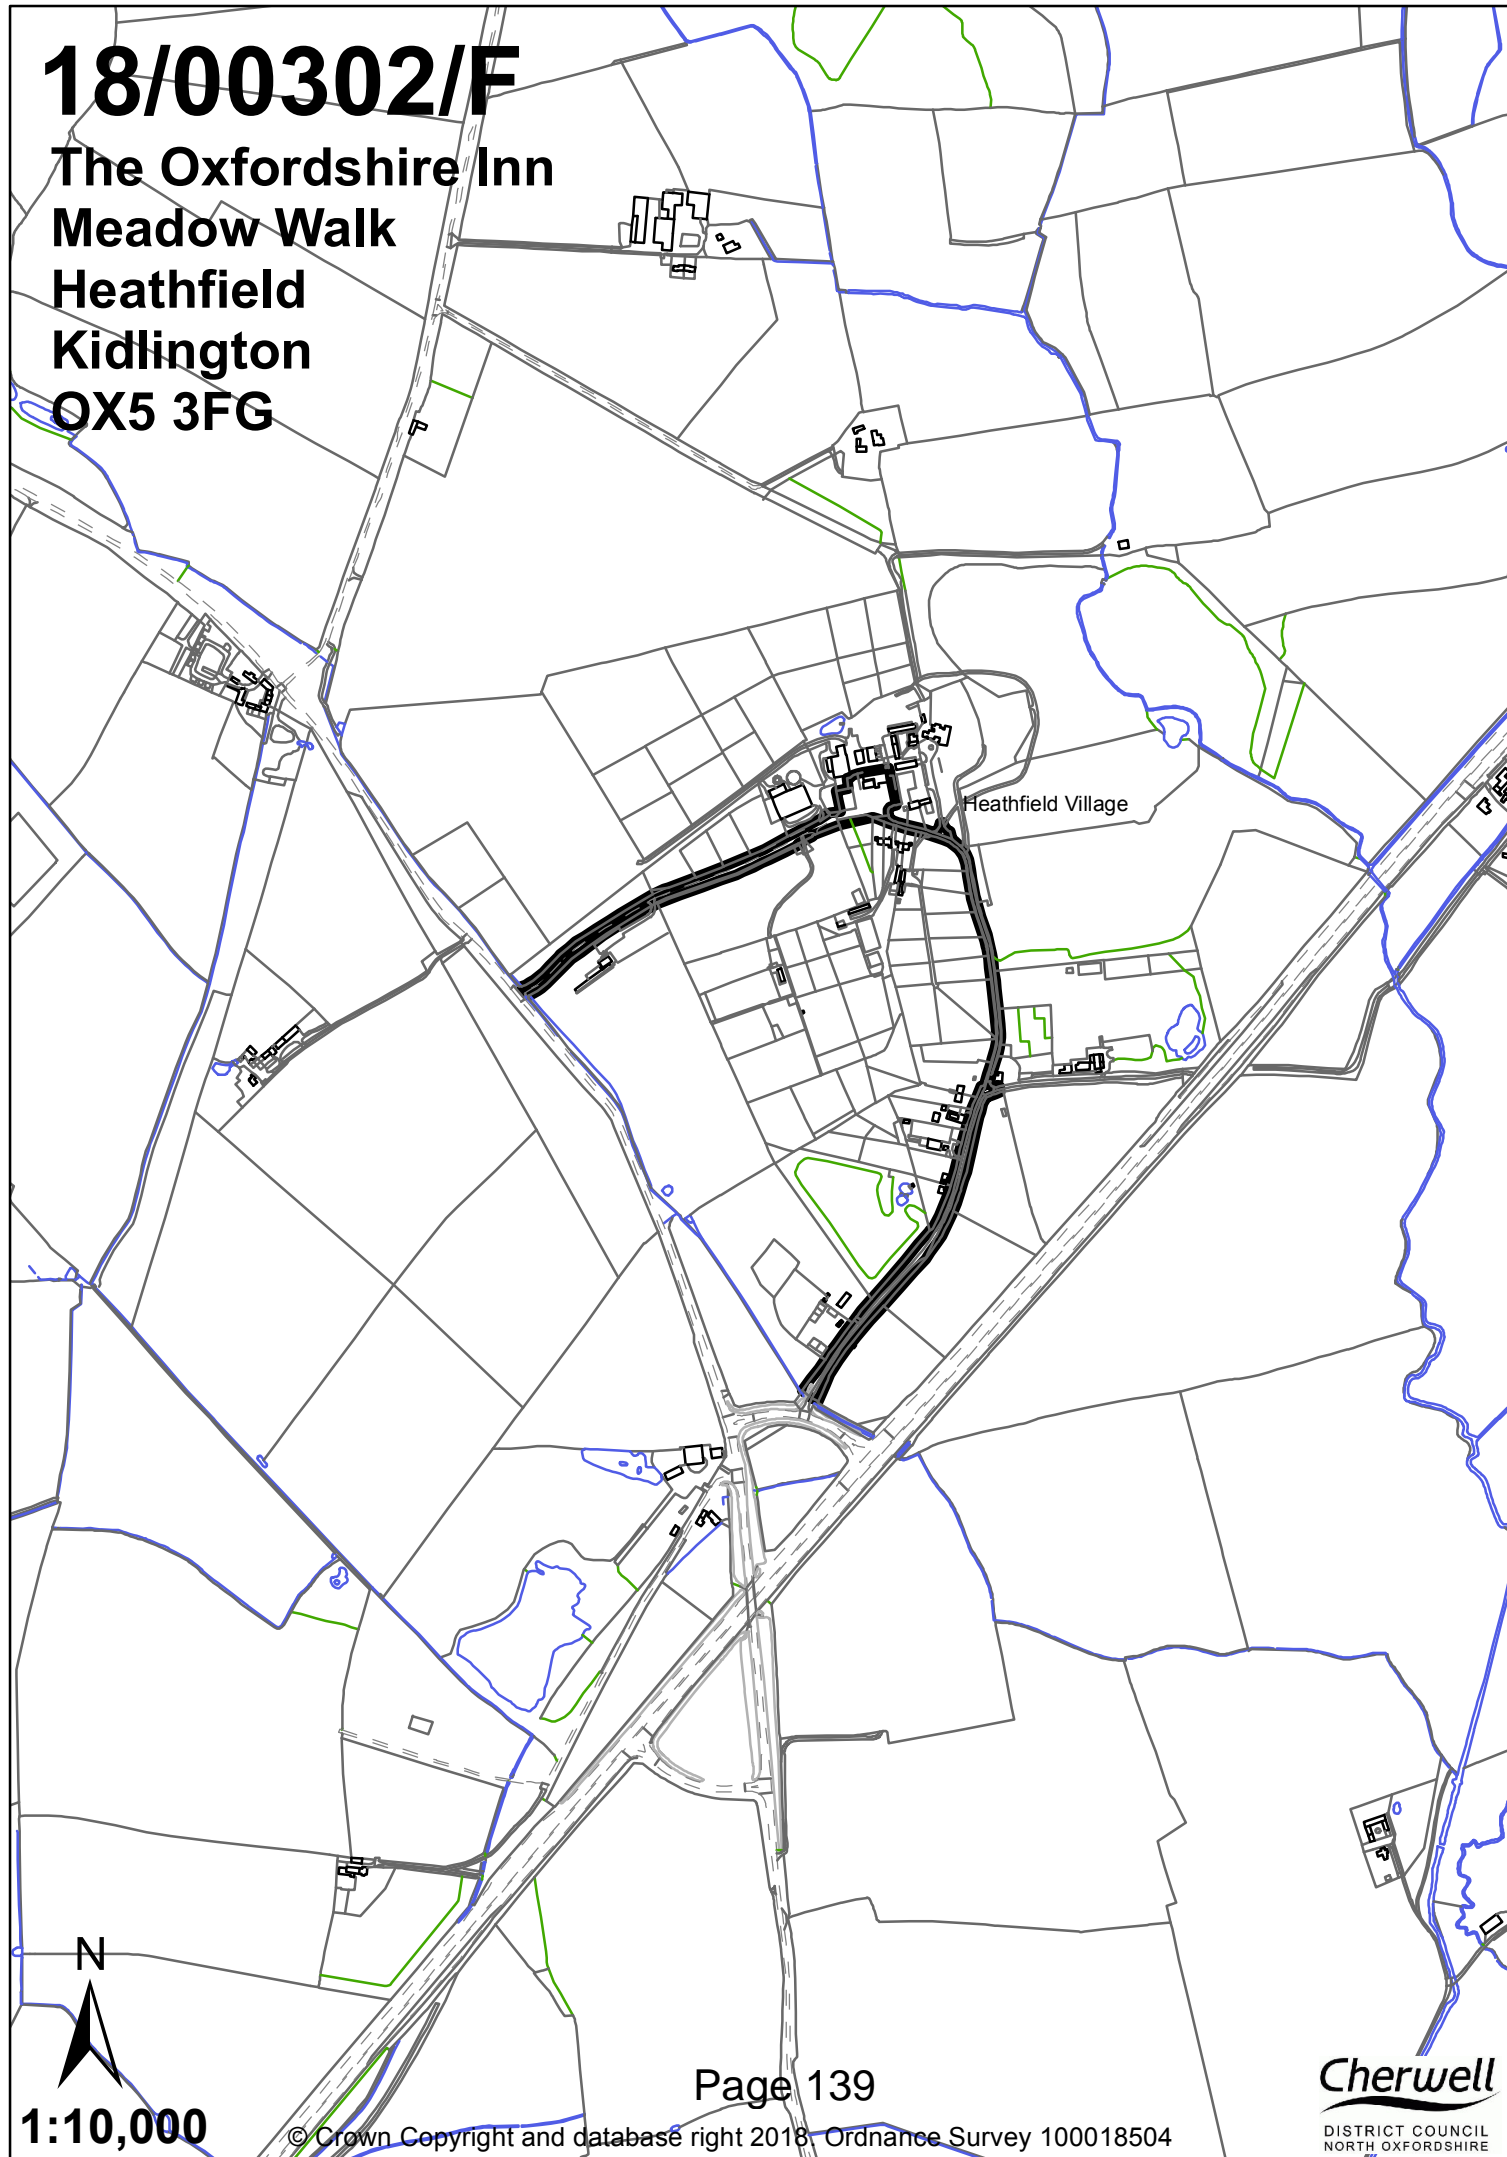 18/00302/F
The Oxfordshire Inn
Meadow Walk
Heathfield
Kidlington
OX5 3FG
Heathfield Village
N
1:10,000
Page 139
© Crown Copyright and database right 2018. Ordnance Survey 100018504
Cherwell
DISTRICT COUNCIL
NORTH OXFORDSHIRE